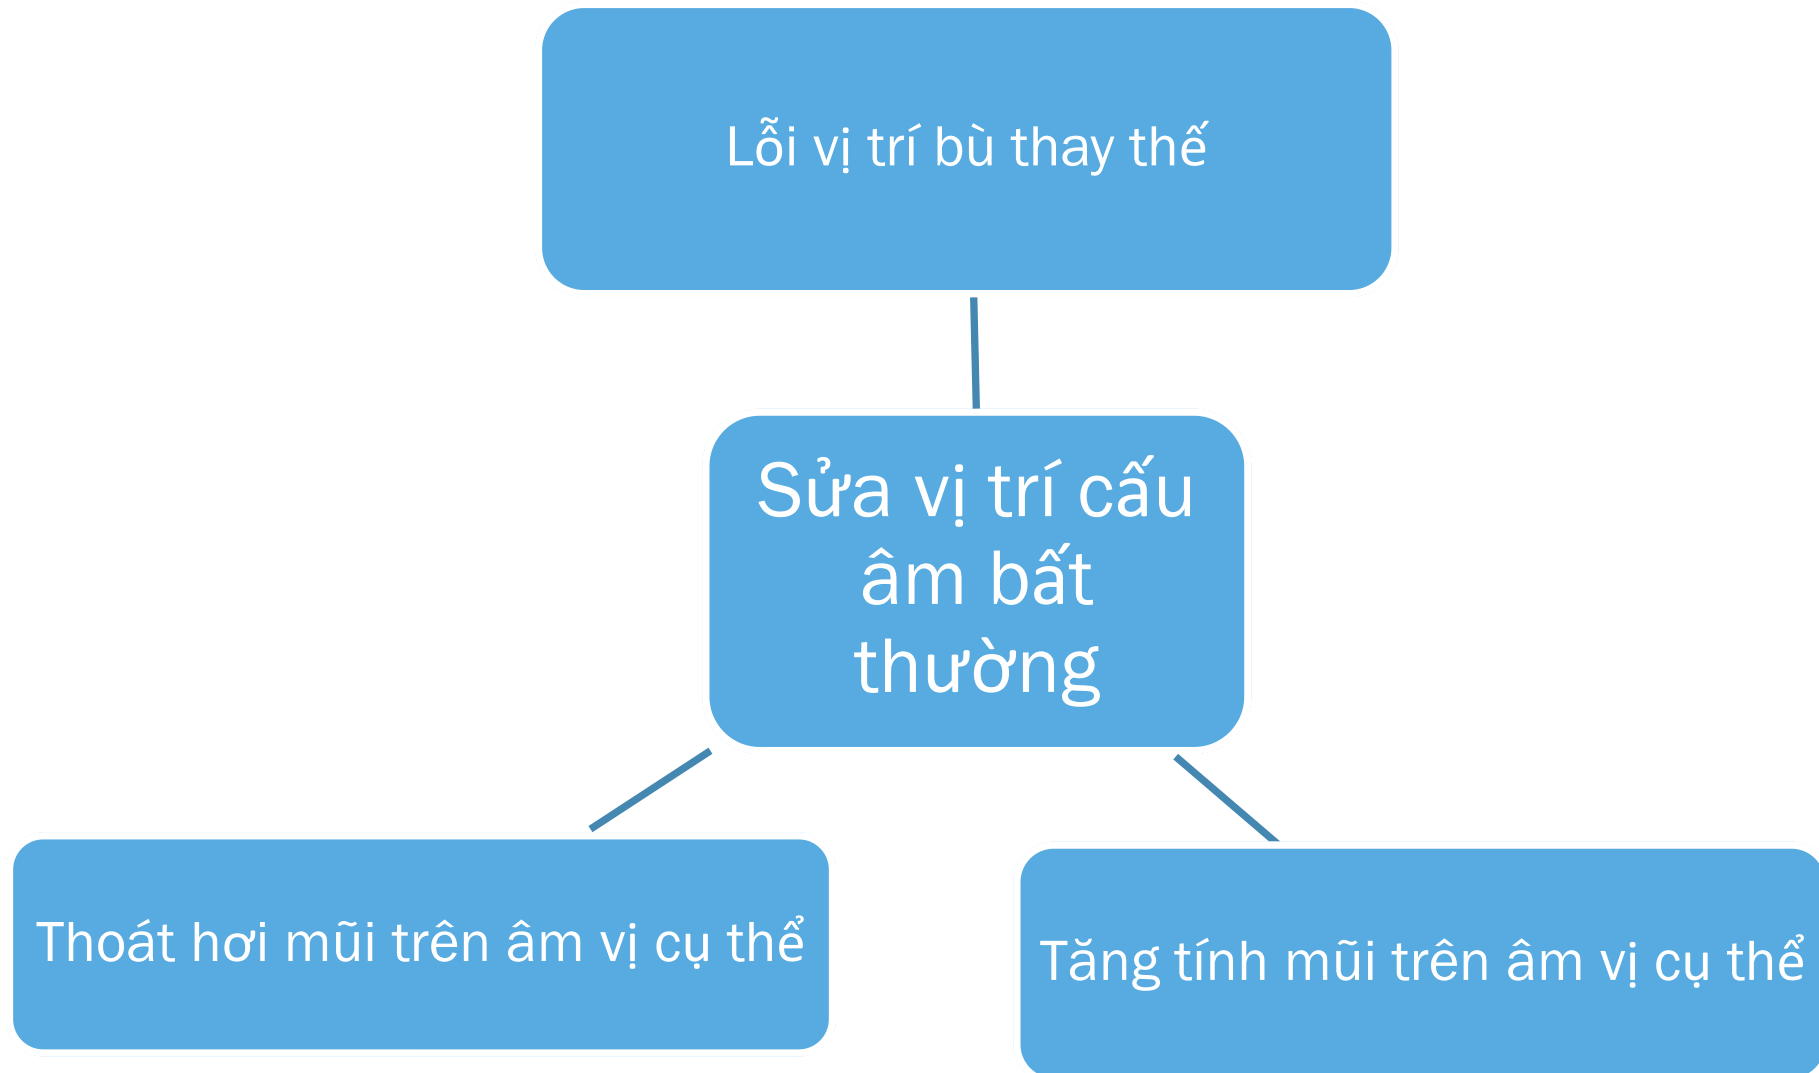 Lỗi vị trí bù thay thế
Sửa vị trí cấu
âm bất
thường
Thoát hơi mũi trên âm vị cụ thể
Tăng tính mũi trên âm vị cụ thể